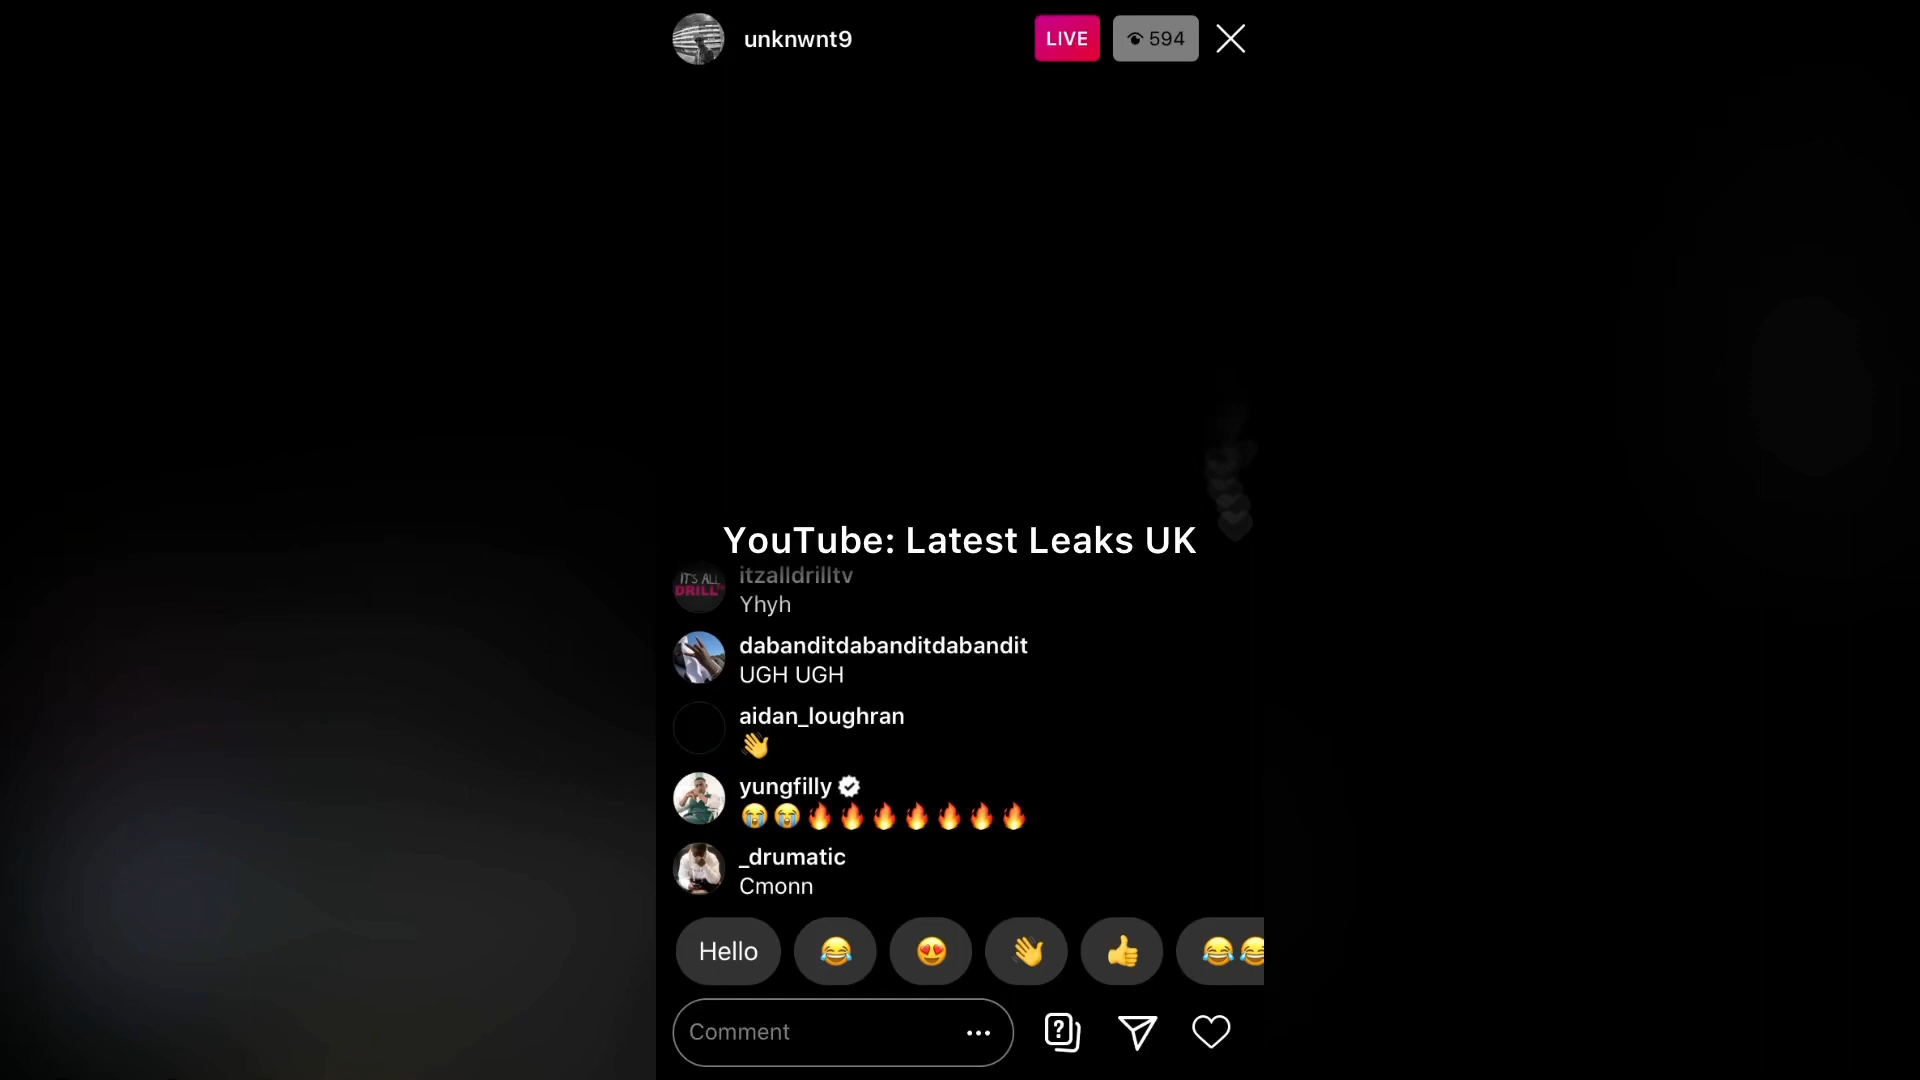 unknwnt9
LIVE
594
YouTube: Latest Leaks UK
IT'S ALL
DRILL
itzalldrilltv
Yhyh
dabanditdabanditdabandit
UGH UGH
aidan_loughran
👋
yungfilly
😭😭🔥🔥🔥🔥🔥🔥🔥
_drumatic
Cmonn
Hello 😂 😍 👋 👍 😂😂
Comment